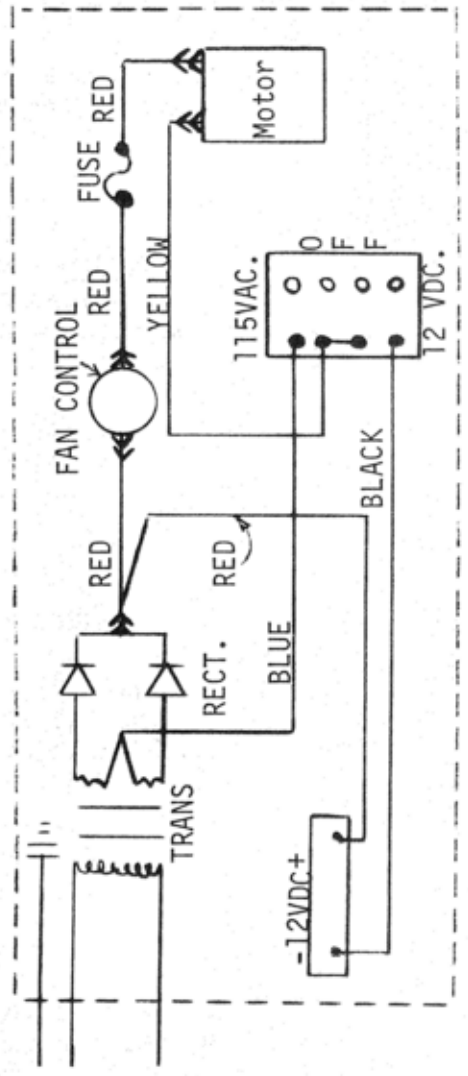 RED
FUSE
RED
FAN CONTROL
RED
Motor
YELLOW
115VAC.
O F F
12 VDC.
BLACK
RED
BLUE
RECT.
TRANS
-12VDC+